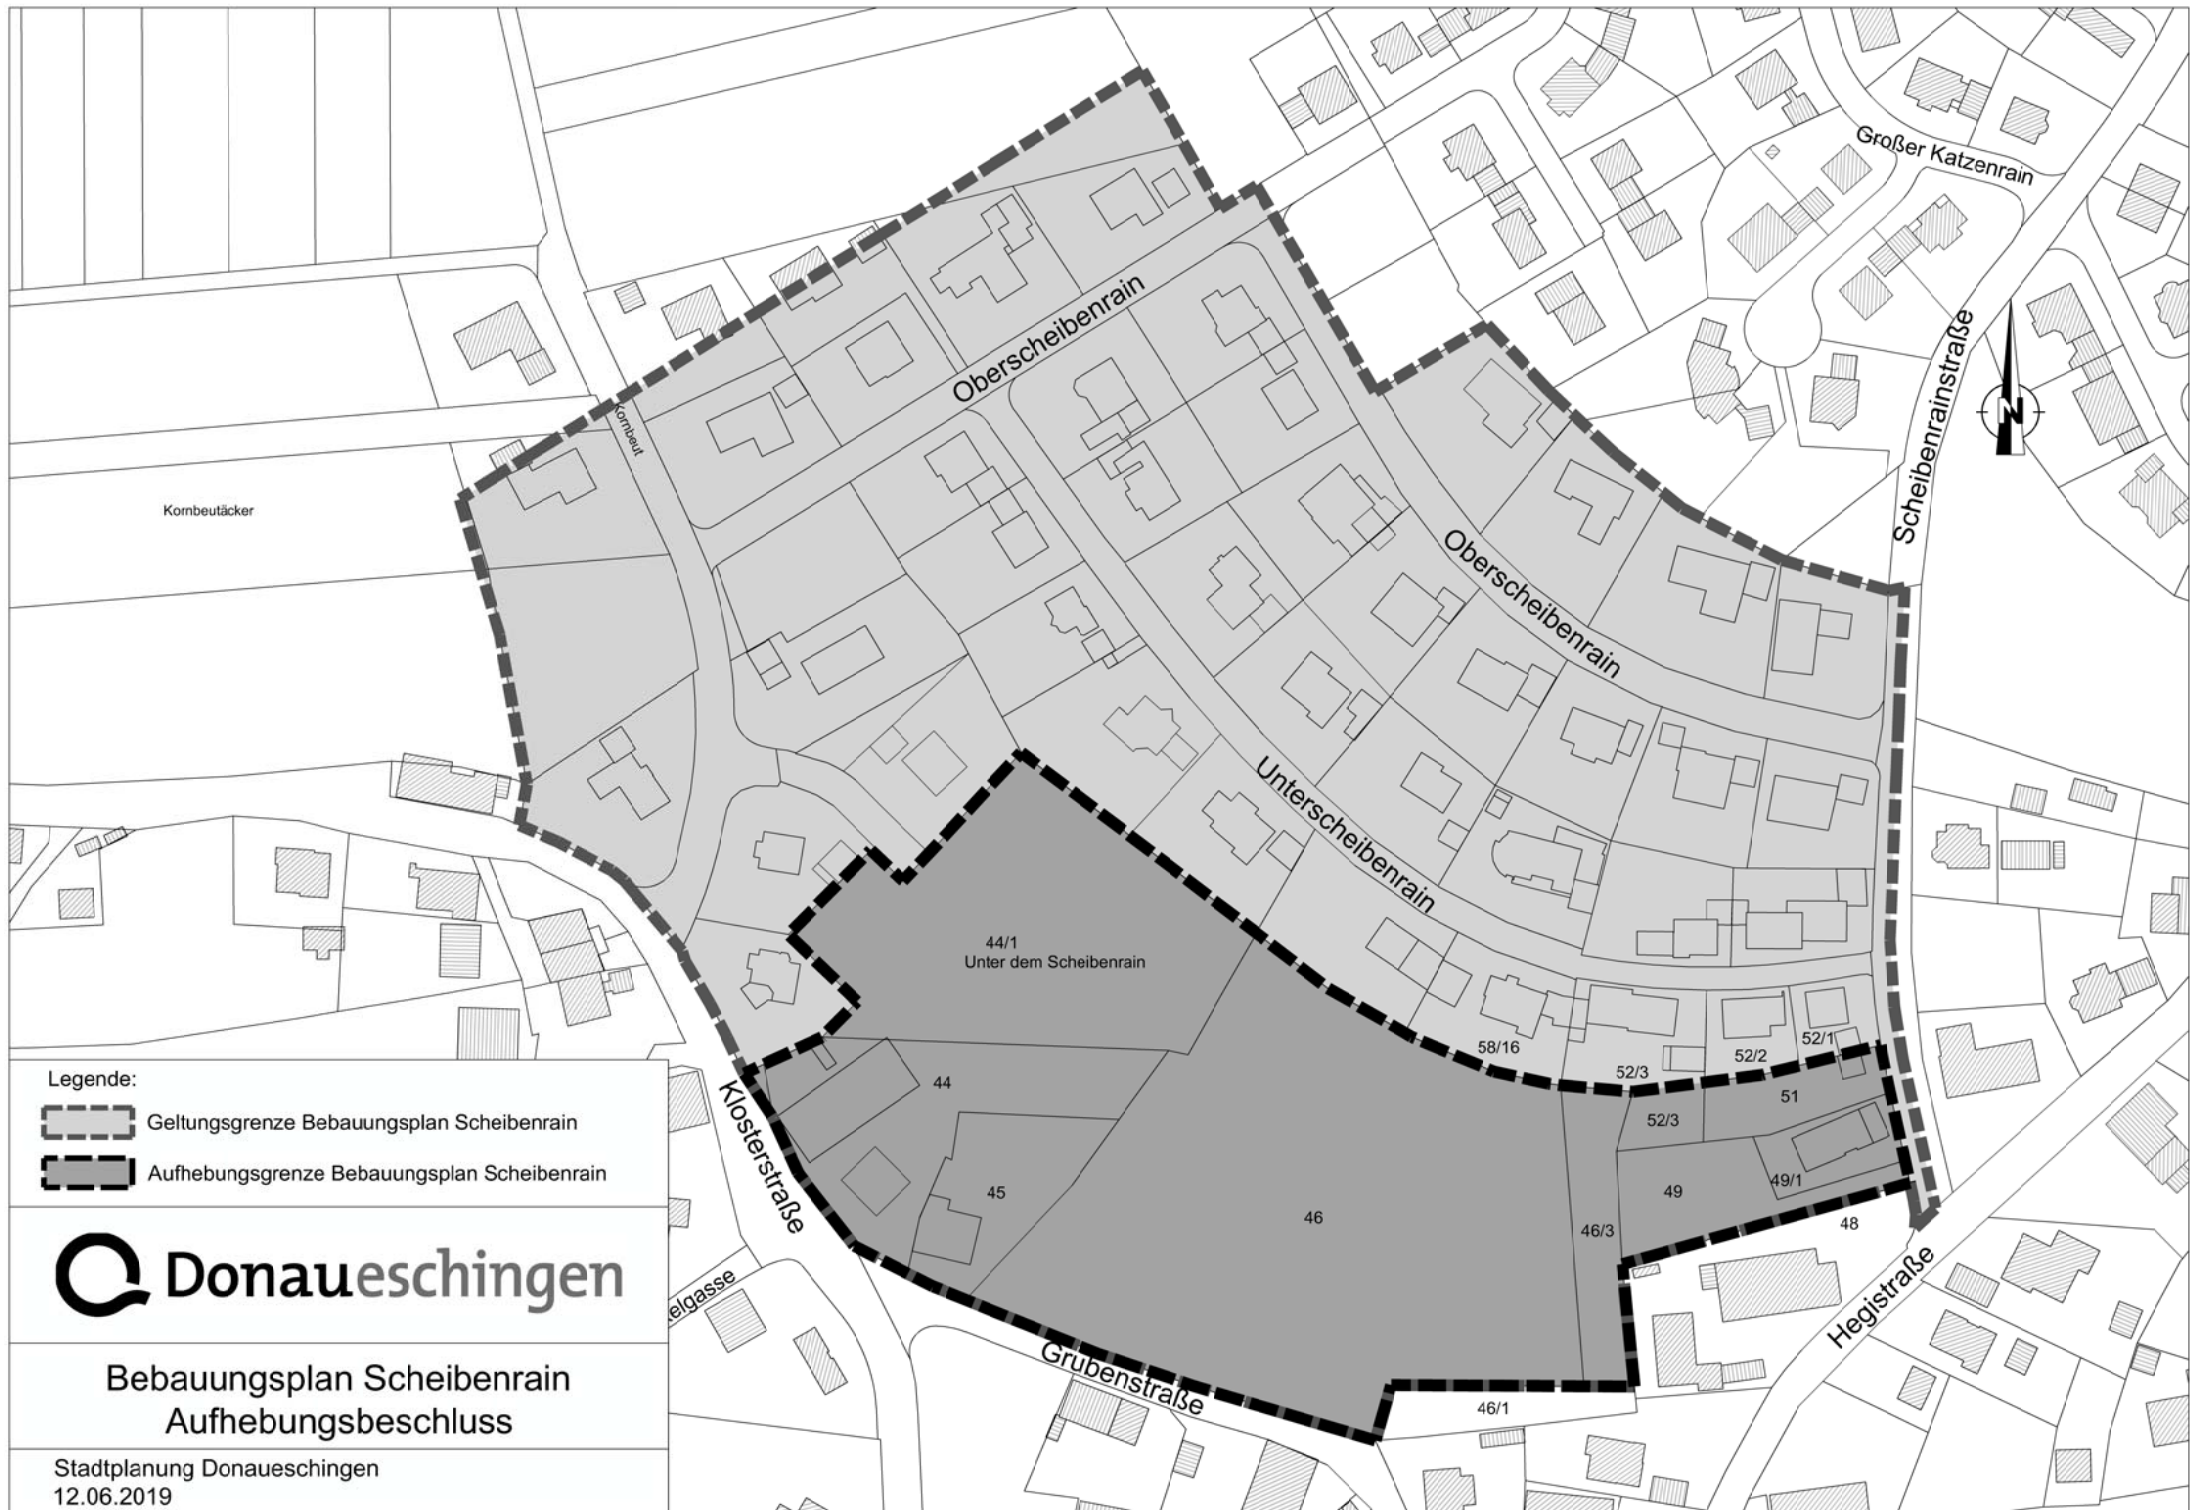 Großer Katzenrain
Oberscheibenrain
Scheibenrainstraße
N
Kornbeut
Kornbeutäcker
Oberscheibenrain
Unterscheibenrain
44/1
Unter dem Scheibenrain
58/16
52/3
52/2
52/1
44
51
52/3
45
46
46/3
49
49/1
48
Klosterstraße
Hegistraße
elgasse
Grubenstraße
46/1
Legende:
Geltungsgrenze Bebauungsplan Scheibenrain
Aufhebungsgrenze Bebauungsplan Scheibenrain
Donaueschingen
Bebauungsplan Scheibenrain
Aufhebungsbeschluss
Stadtplanung Donaueschingen
12.06.2019